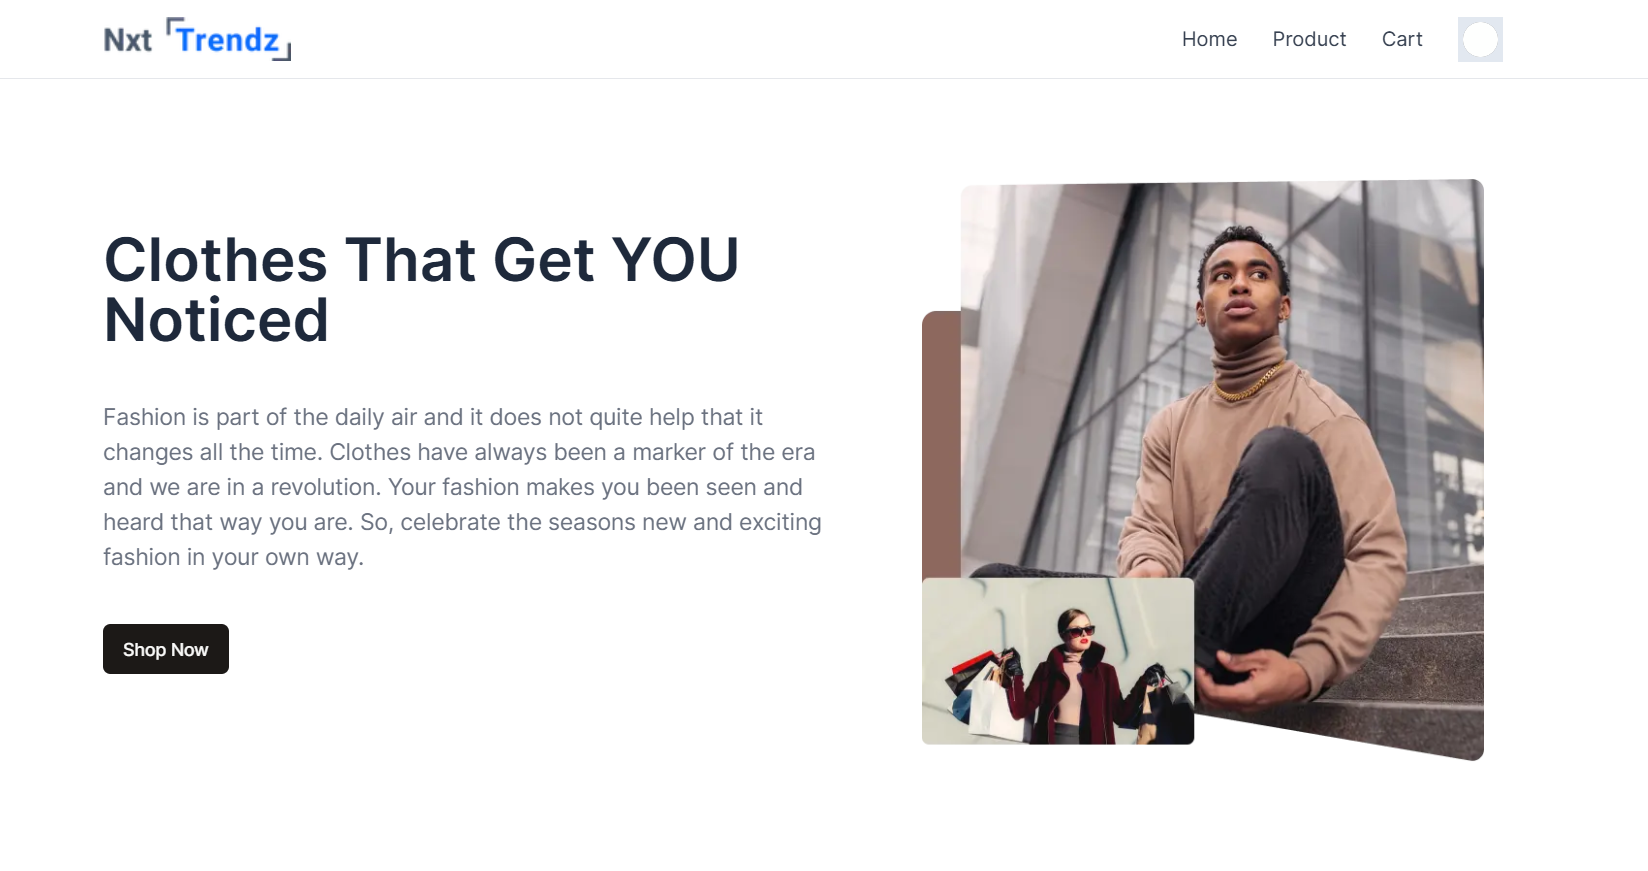 Nxt Trendz
Home Product Cart
Clothes That Get YOU
Noticed
Fashion is part of the daily air and it does not quite help that it
changes all the time. Clothes have always been a marker of the era
and we are in a revolution. Your fashion makes you been seen and
heard that way you are. So, celebrate the seasons new and exciting
fashion in your own way.
Shop Now